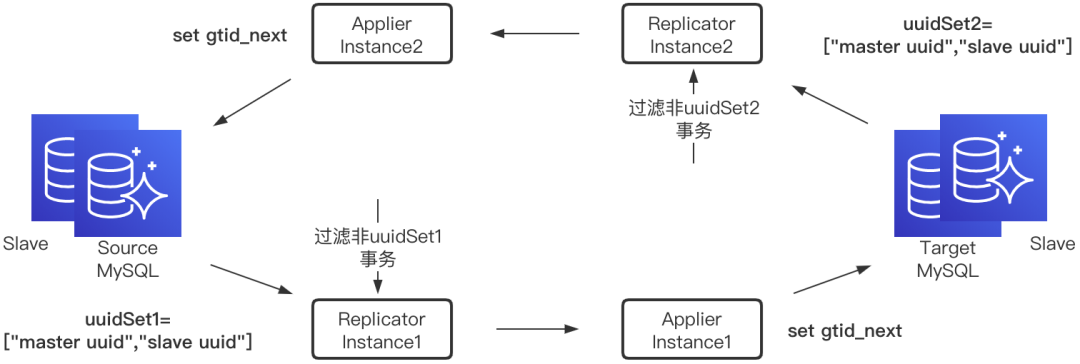 set gtid_next
Applier
Instance2
Replicator
Instance2
uuidSet2=
["master uuid","slave uuid"]
过滤非uuidSet2
事务
Slave
Source
MySQL
过滤非uuidSet1
事务
Target
MySQL
Slave
uuidSet1=
["master uuid","slave uuid"]
Replicator
Instance1
Applier
Instance1
set gtid_next